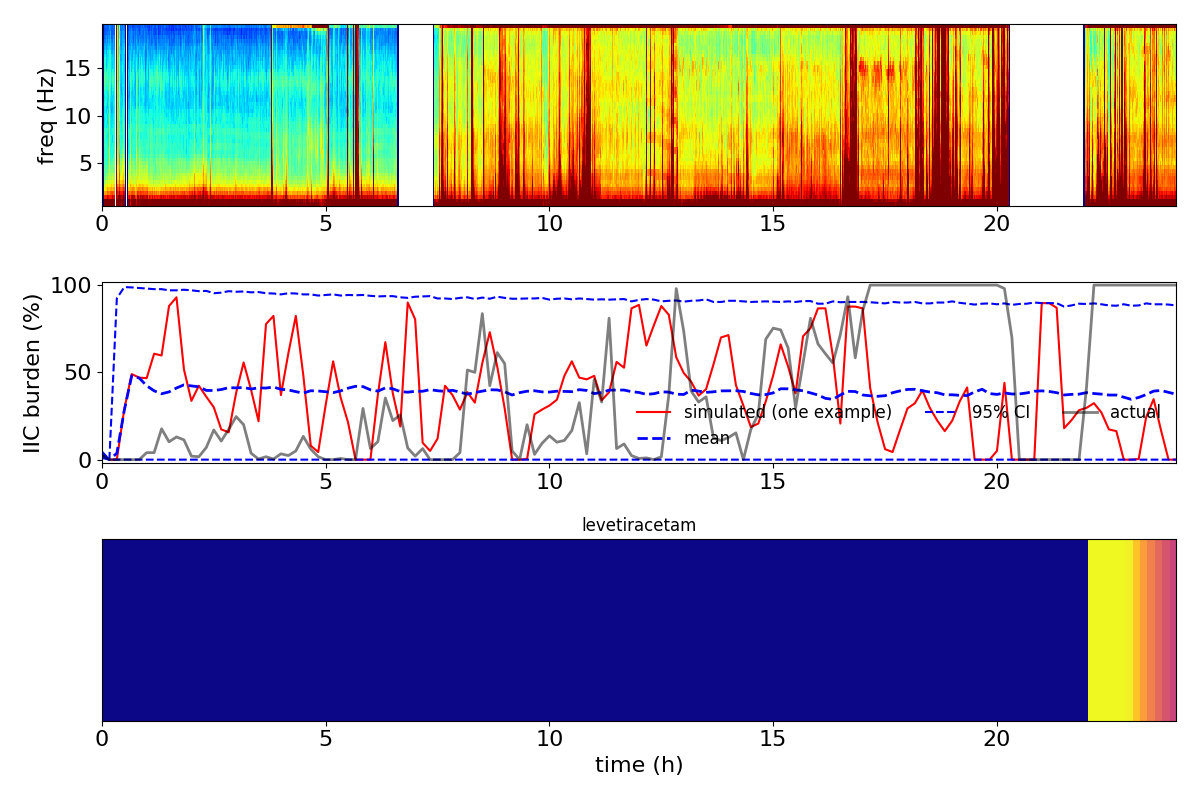 freq (Hz)
15
10
5
0 5 10 15 20
IIC burden (%)
100
50
0
simulated (one example) 95% CI actual
mean
0 5 10 15 20
levetiracetam
0 5 10 15 20
time (h)